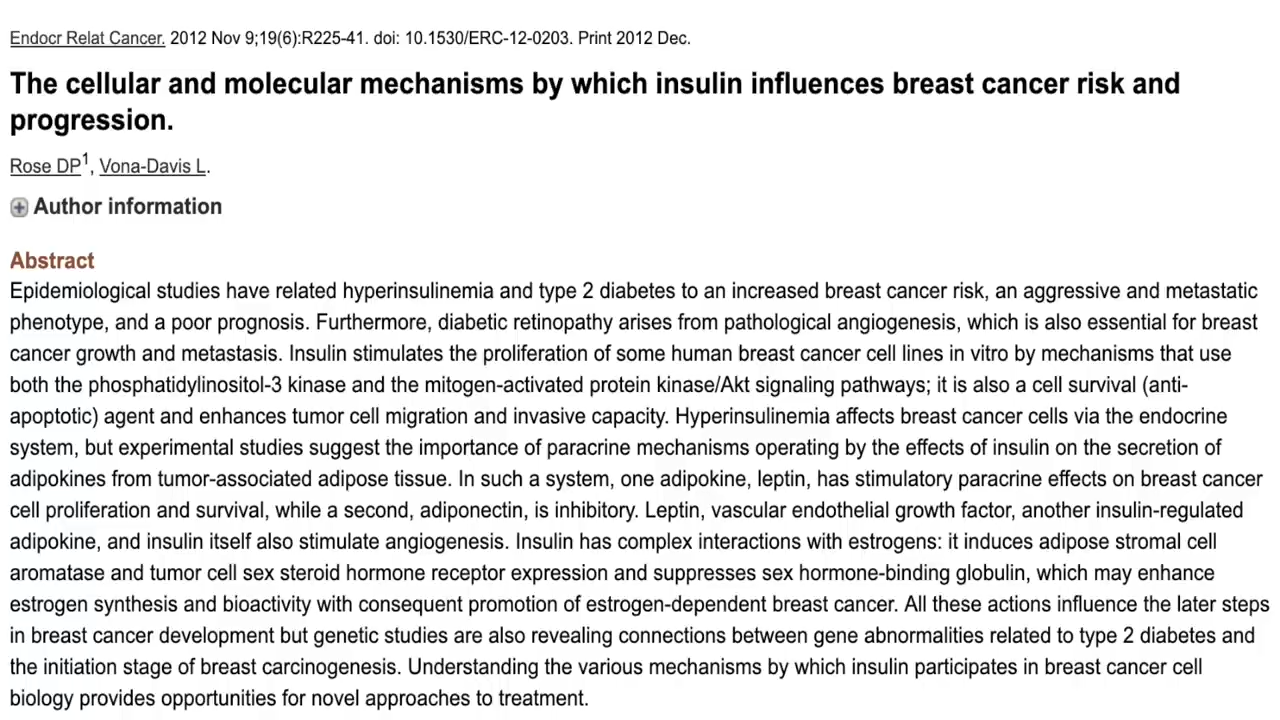 Endocr Relat Cancer. 2012 Nov 9;19(6):R225-41. doi: 10.1530/ERC-12-0203. Print 2012 Dec.
The cellular and molecular mechanisms by which insulin influences breast cancer risk and
progression.
Rose DP1, Vona-Davis L.
Author information
Abstract
Epidemiological studies have related hyperinsulinemia and type 2 diabetes to an increased breast cancer risk, an aggressive and metastatic
phenotype, and a poor prognosis. Furthermore, diabetic retinopathy arises from pathological angiogenesis, which is also essential for breast
cancer growth and metastasis. Insulin stimulates the proliferation of some human breast cancer cell lines in vitro by mechanisms that use
both the phosphatidylinositol-3 kinase and the mitogen-activated protein kinase/Akt signaling pathways; it is also a cell survival (anti-
apoptotic) agent and enhances tumor cell migration and invasive capacity. Hyperinsulinemia affects breast cancer cells via the endocrine
system, but experimental studies suggest the importance of paracrine mechanisms operating by the effects of insulin on the secretion of
adipokines from tumor-associated adipose tissue. In such a system, one adipokine, leptin, has stimulatory paracrine effects on breast cancer
cell proliferation and survival, while a second, adiponectin, is inhibitory. Leptin, vascular endothelial growth factor, another insulin-regulated
adipokine, and insulin itself also stimulate angiogenesis. Insulin has complex interactions with estrogens: it induces adipose stromal cell
aromatase and tumor cell sex steroid hormone receptor expression and suppresses sex hormone-binding globulin, which may enhance
estrogen synthesis and bioactivity with consequent promotion of estrogen-dependent breast cancer. All these actions influence the later steps
in breast cancer development but genetic studies are also revealing connections between gene abnormalities related to type 2 diabetes and
the initiation stage of breast carcinogenesis. Understanding the various mechanisms by which insulin participates in breast cancer cell
biology provides opportunities for novel approaches to treatment.